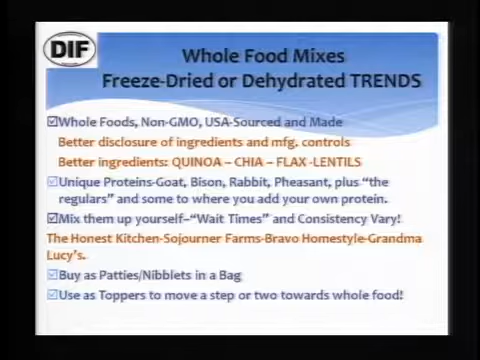 DIF
Whole Food Mixes
Freeze-Dried or Dehydrated TRENDS
Whole Foods, Non-GMO, USA-Sourced and Made
Better disclosure of ingredients and mfg. controls
Better ingredients: QUINOA – CHIA – FLAX -LENTILS
Unique Proteins-Goat, Bison, Rabbit, Pheasant, plus “the
regulars” and some to where you add your own protein.
Mix them up yourself–“Wait Times” and Consistency Vary!
The Honest Kitchen-Sojourner Farms-Bravo Homestyle-Grandma
Lucy’s.
Buy as Patties/Nibblets in a Bag
Use as Toppers to move a step or two towards whole food!